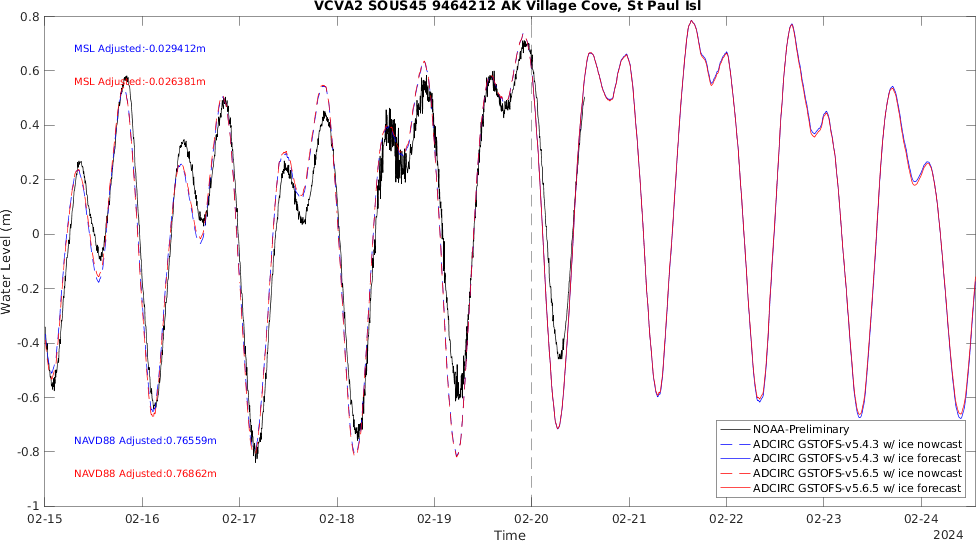 VCVA2 SOUS45 9464212 AK Village Cove, St Paul Isl
0.8
0.6
0.4
0.2
0
-0.2
-0.4
-0.6
-0.8
-1
Water Level (m)
MSL Adjusted:-0.029412m
MSL Adjusted:-0.026381m
NAVD88 Adjusted:0.76559m
NAVD88 Adjusted:0.76862m
NOAA-Preliminary
ADCIRC GSTOFS-v5.4.3 w/ ice nowcast
ADCIRC GSTOFS-v5.4.3 w/ ice forecast
ADCIRC GSTOFS-v5.6.5 w/ ice nowcast
ADCIRC GSTOFS-v5.6.5 w/ ice forecast
02-15 02-16 02-17 02-18 02-19 02-20 02-21 02-22 02-23 02-24
Time
2024